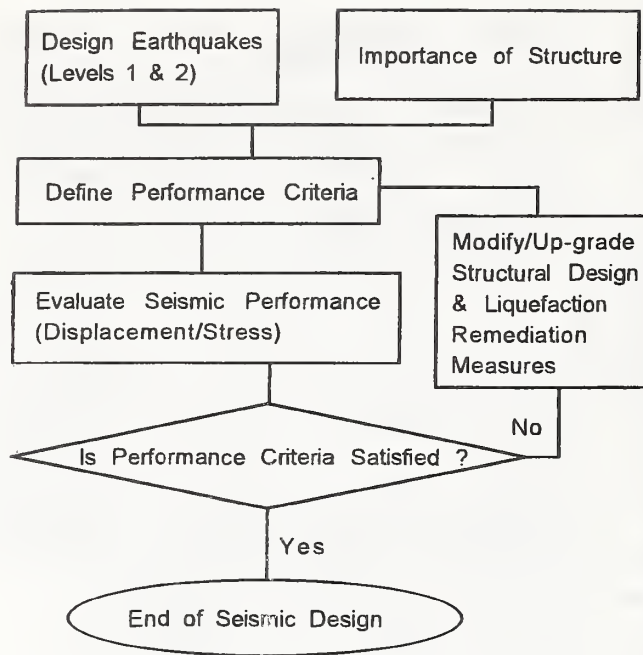 Design Earthquakes
(Levels 1 & 2)
Importance of Structure
Define Performance Criteria
Modify/Up-grade
Structural Design
& Liquefaction
Remediation
Measures
Evaluate Seismic Performance
(Displacement/Stress)
No
Is Performance Criteria Satisfied ?
Yes
End of Seismic Design